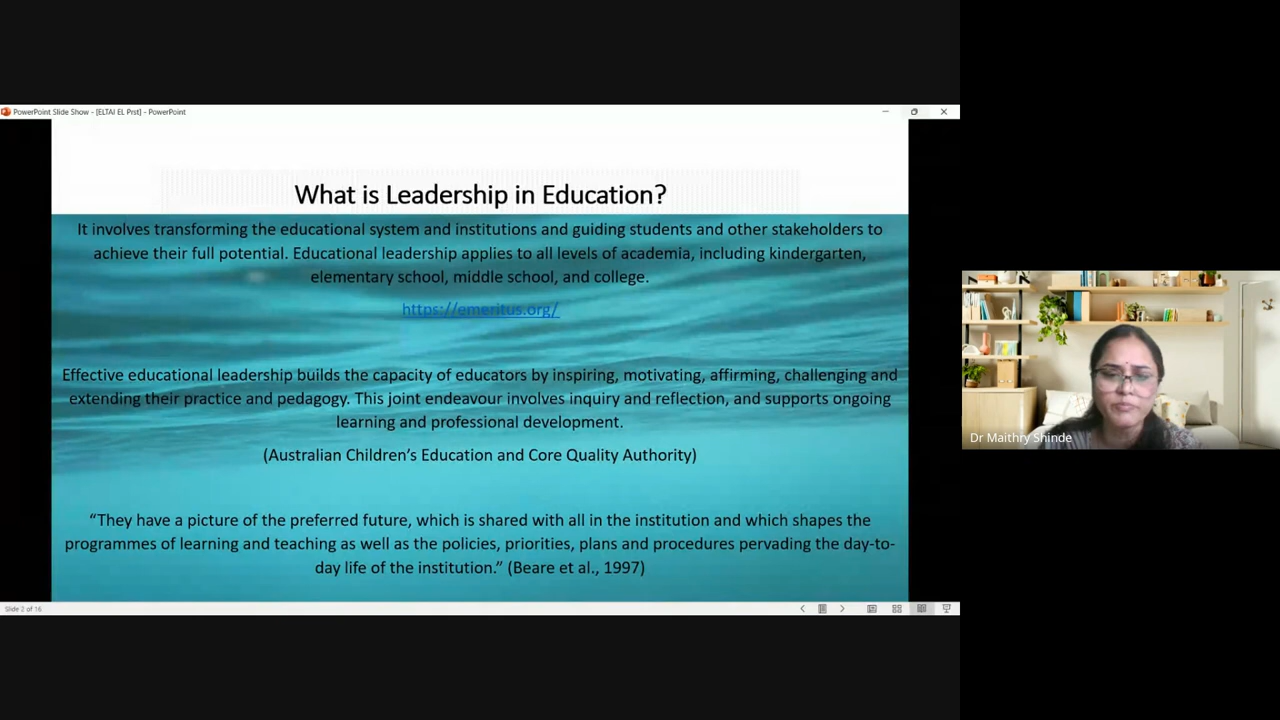 PowerPoint Slide Show - [ELTAI EL Prst] - PowerPoint
What is Leadership in Education?
It involves transforming the educational system and institutions and guiding students and other stakeholders to
achieve their full potential. Educational leadership applies to all levels of academia, including kindergarten,
elementary school, middle school, and college.
https://emeritus.org/
Effective educational leadership builds the capacity of educators by inspiring, motivating, affirming, challenging and
extending their practice and pedagogy. This joint endeavour involves inquiry and reflection, and supports ongoing
learning and professional development.
(Australian Children’s Education and Core Quality Authority)
“They have a picture of the preferred future, which is shared with all in the institution and which shapes the
programmes of learning and teaching as well as the policies, priorities, plans and procedures pervading the day-to-
day life of the institution.” (Beare et al., 1997)
Slide 2 of 16
Dr Maithry Shinde